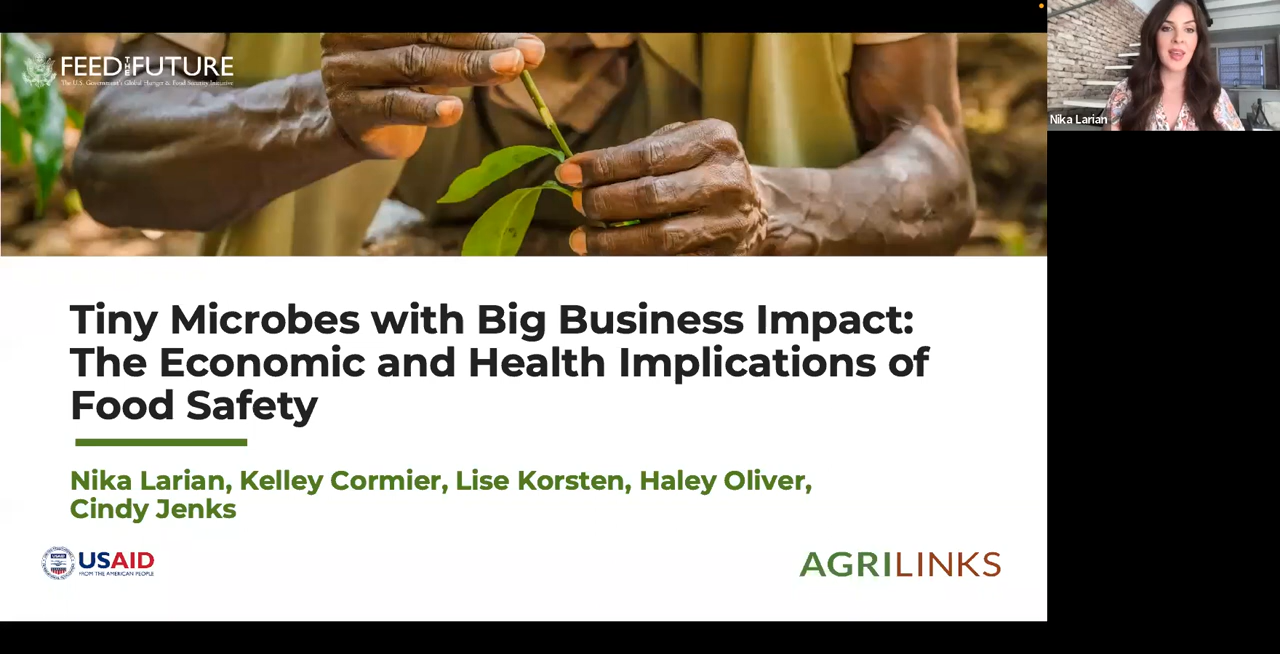 FEED THE FUTURE
The U.S. Government's Global Hunger & Food Security Initiative
Nika Larian
Tiny Microbes with Big Business Impact:
The Economic and Health Implications of
Food Safety
Nika Larian, Kelley Cormier, Lise Korsten, Haley Oliver,
Cindy Jenks
USAID
FROM THE AMERICAN PEOPLE
AGRILINKS